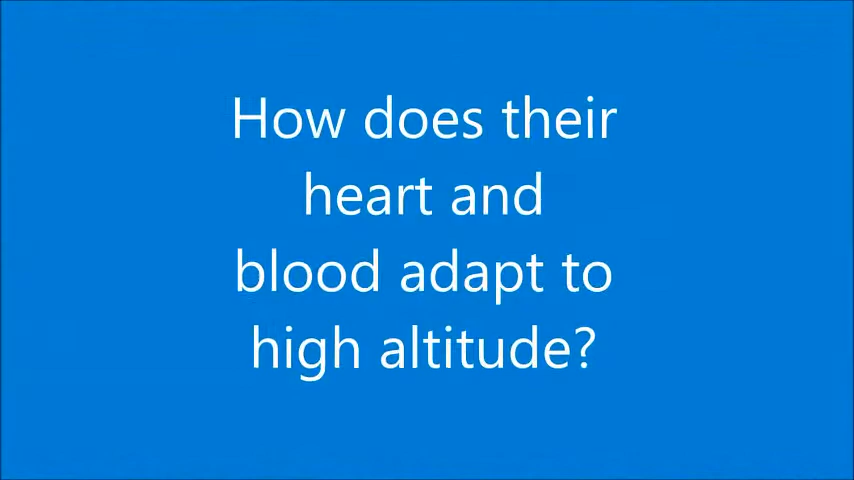 How does their
heart and
blood adapt to
high altitude?